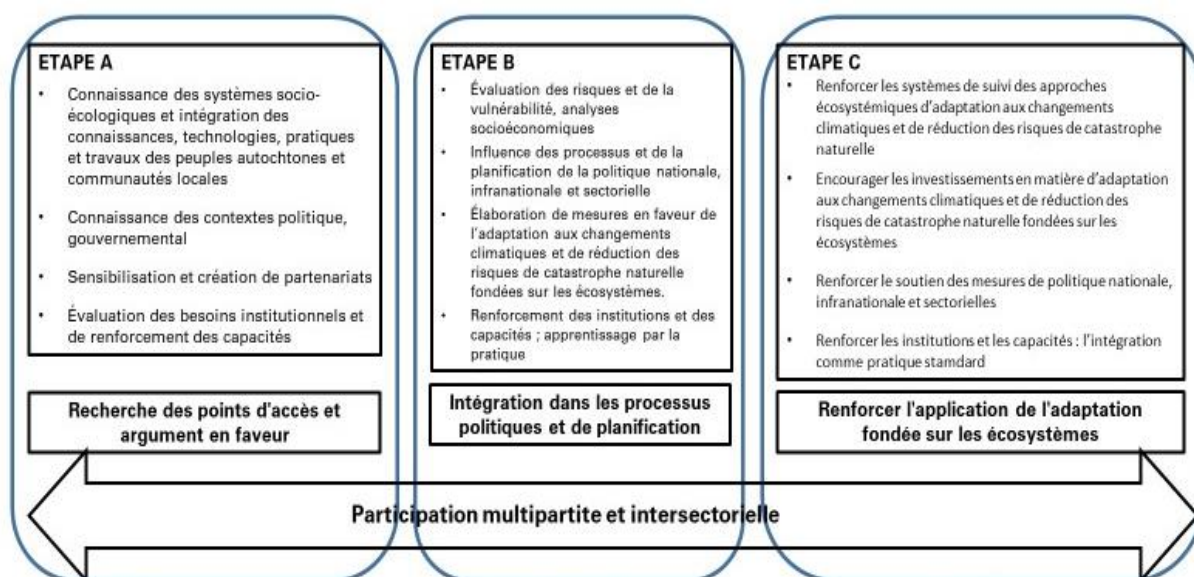 ETAPE A
• Connaissance des systèmes socio-
écologiques et intégration des
connaissances, technologies, pratiques
et travaux des peuples autochtones et
communautés locales
• Connaissance des contextes politique,
gouvernemental
• Sensibilisation et création de partenariats
• Évaluation des besoins institutionnels et
de renforcement des capacités
Recherche des points d'accès et
argument en faveur
ETAPE B
• Évaluation des risques et de la
vulnérabilité, analyses
socioéconomiques
• Influence des processus et de la
planification de la politique nationale,
infranationale et sectorielle
• Élaboration de mesures en faveur de
l'adaptation aux changements
climatiques et de réduction des
risques de catastrophe naturelle
fondées sur les écosystèmes.
• Renforcement des institutions et des
capacités ; apprentissage par la
pratique
Intégration dans les processus
politiques et de planification
ETAPE C
• Renforcer les systèmes de suivi des approches
écosystémiques d'adaptation aux changements
climatiques et de réduction des risques de catastrophe
naturelle
• Encourager les investissements en matière d'adaptation
aux changements climatiques et de réduction des
risques de catastrophe naturelle fondées sur les
écosystèmes
• Renforcer le soutien des mesures de politique nationale,
infranationale et sectorielles
• Renforcer les institutions et les capacités : l'intégration
comme pratique stamdard
Renforcer l'application de l'adaptation
fondée sur les écosystèmes
Participation multipartite et intersectorielle